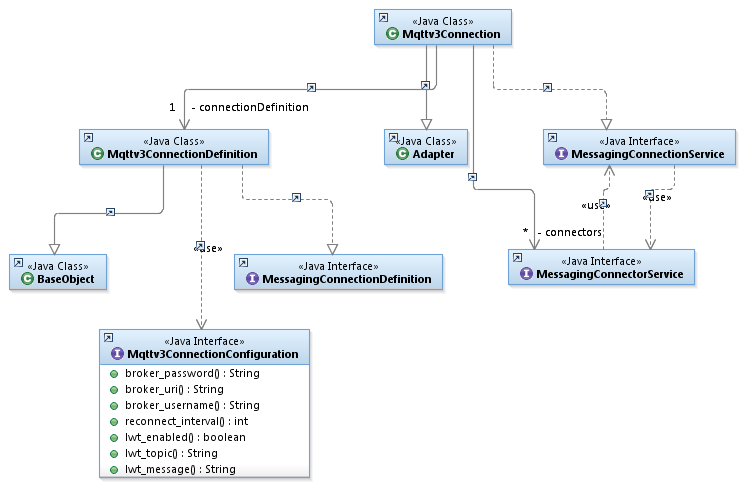 «Java Class»
Mqttv3Connection
1 - connectionDefinition
«Java Class»
Mqttv3ConnectionDefinition
«Java Class»
Adapter
«Java Interface»
MessagingConnectionService
«use»
«use»
* - connectors
«Java Class»
BaseObject
«use»
«Java Interface»
MessagingConnectionDefinition
«Java Interface»
MessagingConnectorService
«Java Interface»
Mqttv3ConnectionConfiguration
broker_password() : String
broker_uri() : String
broker_username() : String
reconnect_interval() : int
lwt_enabled() : boolean
lwt_topic() : String
lwt_message() : String